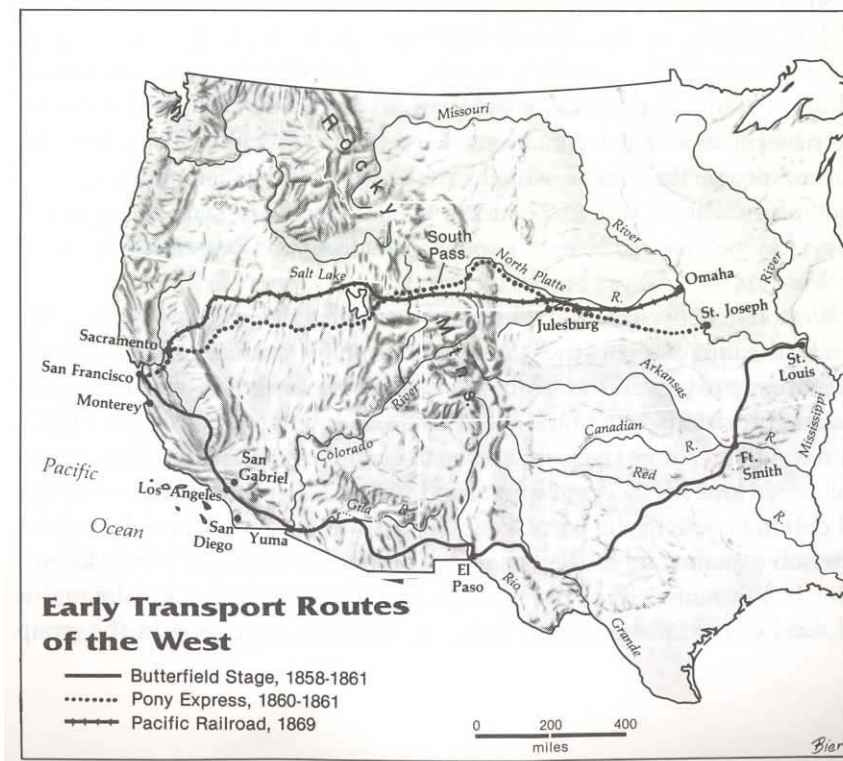 Missouri
ROCKY
River
South
Pass
North Platte
R.
River
Salt Lake
Omaha
St. Joseph
Julesburg
Sacramento
San Francisco
Monterey
MTS
St.
Louis
Arkansas
River
Colorado
Canadian
R.
Mississippi
R.
Ft.
Smith
Red
R.
Pacific
Ocean
San
Gabriel
Los Angeles
San
Diego
Yuma
Gila
R.
El
Paso
Rio
Grande
Early Transport Routes
of the West
Butterfield Stage, 1858-1861
Pony Express, 1860-1861
Pacific Railroad, 1869
0 200 400
miles
Bier